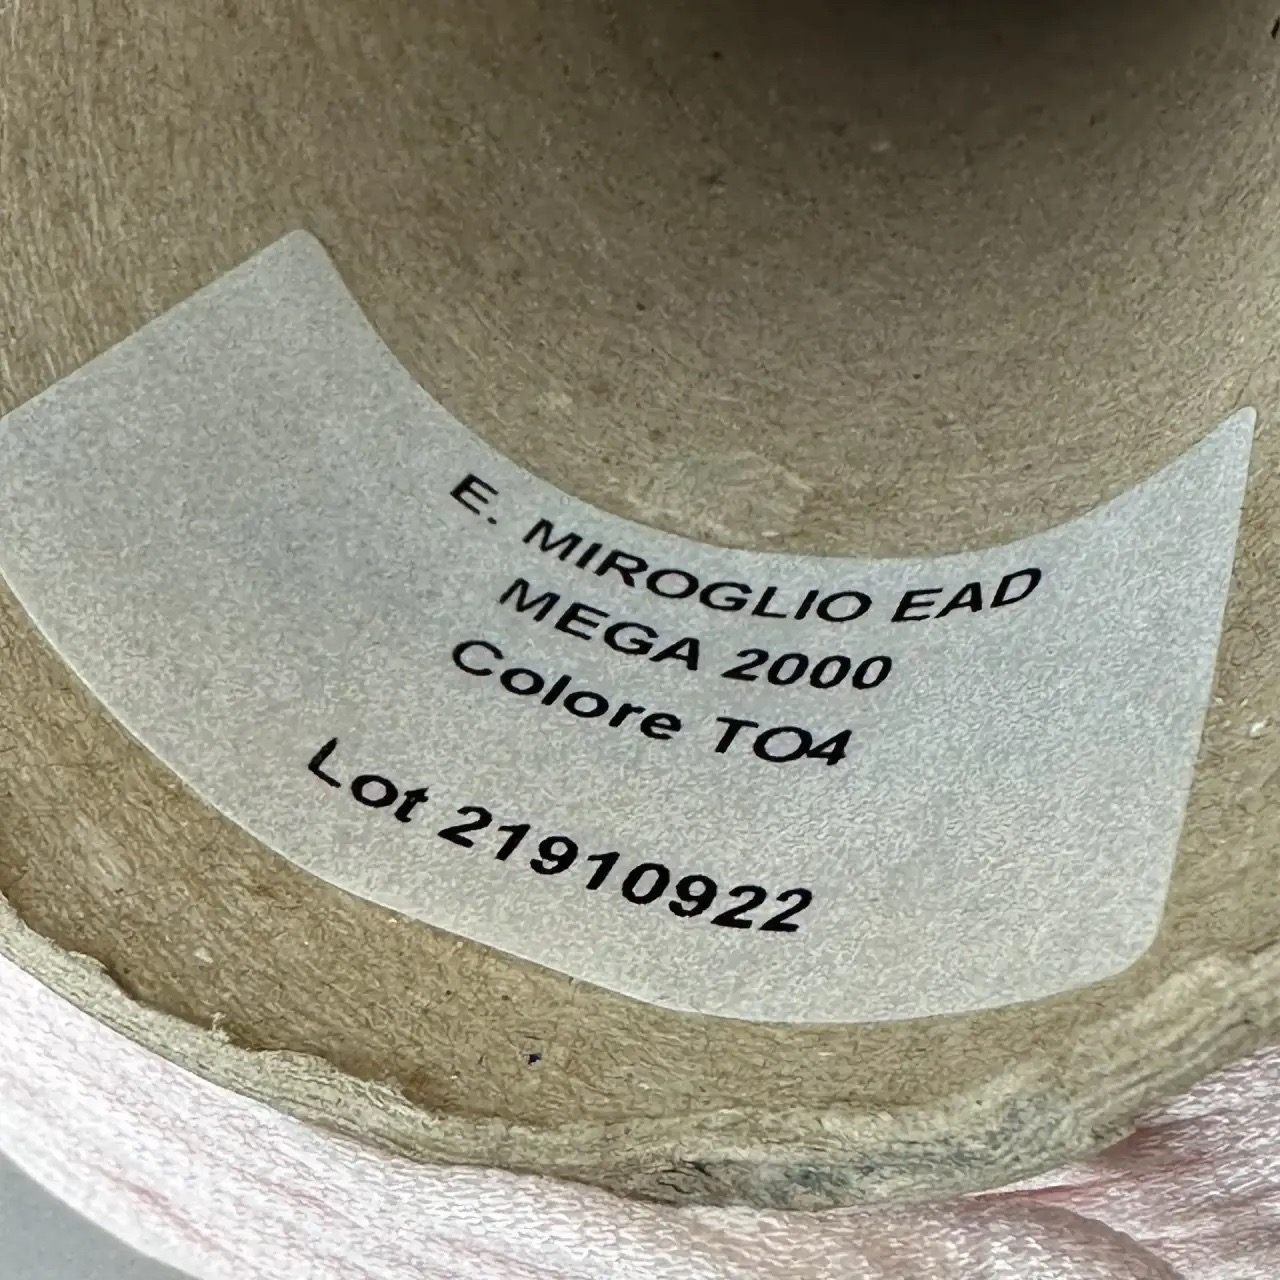 E. MIROGLIO EAD
MEGA 2000
Colore TO4
Lot 21910922